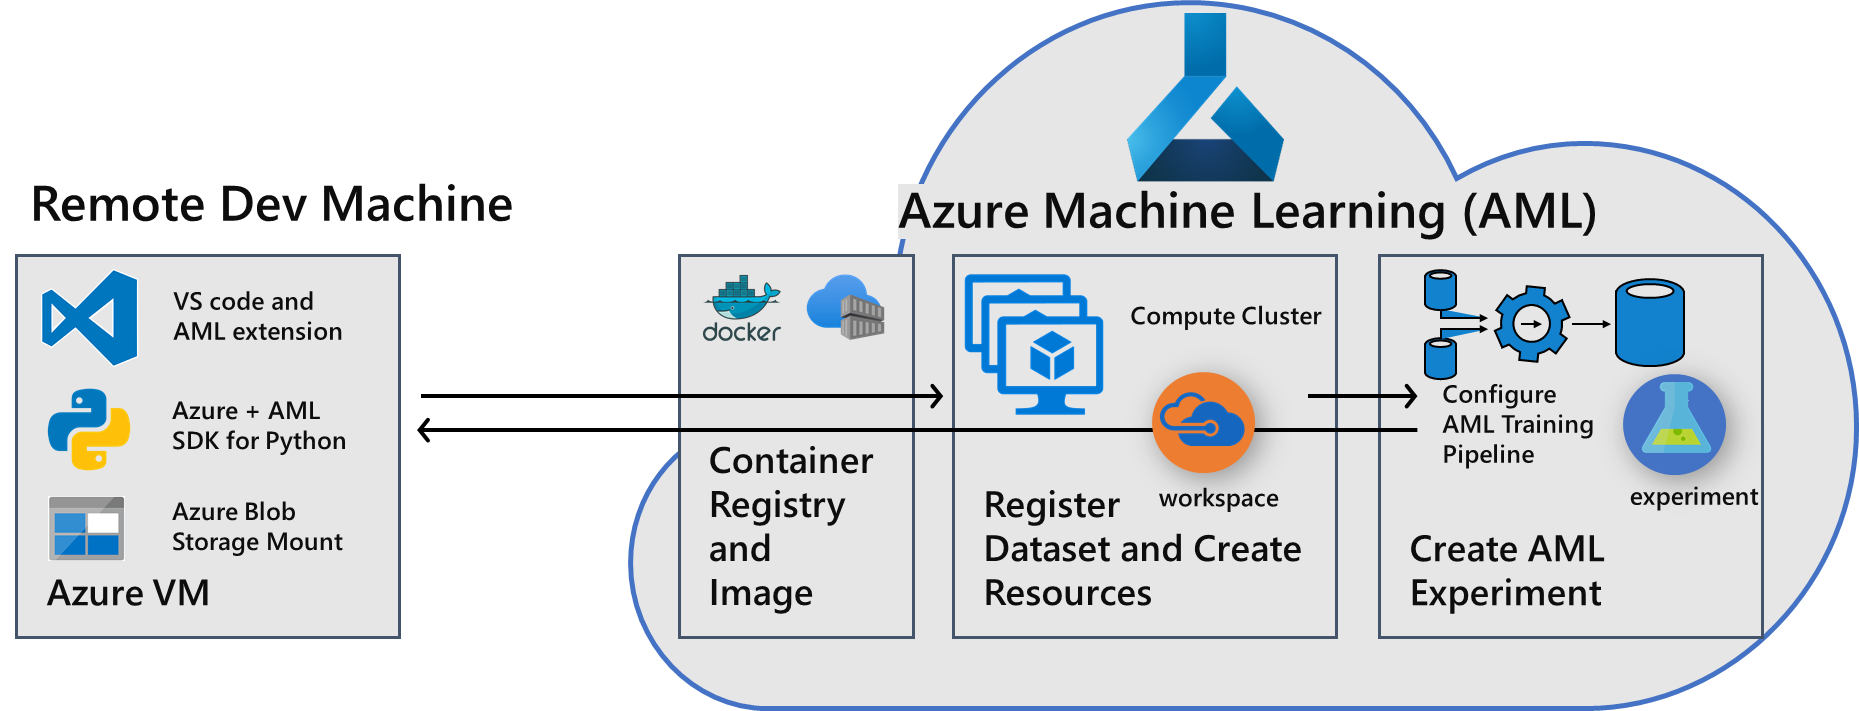 Remote Dev Machine
VS code and
AML extension
Azure + AML
SDK for Python
Azure Blob
Storage Mount
Azure VM
Azure Machine Learning (AML)
docker
Container
Registry
and
Image
Compute Cluster
workspace
Register
Dataset and Create
Resources
Configure
AML Training
Pipeline
experiment
Create AML
Experiment